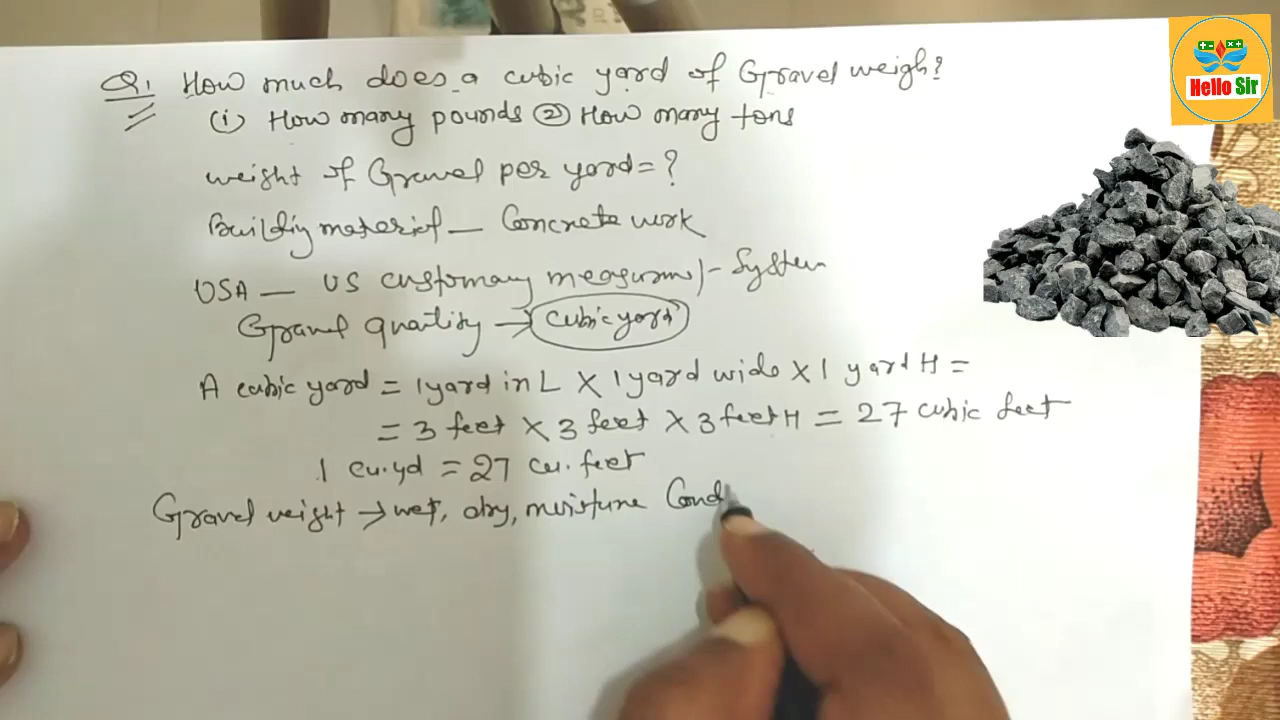 Q1. How much does a cubic yard of Gravel weigh?
(i) How many pounds (2) How many tons
weight of Gravel per yard = ?
Building material — Concrete work
USA — US customary measurment - System
Gravel quantity → cubic yard
A cubic yard = 1 yard in L X 1 yard wide X 1 yard H =
= 3 feet X 3 feet X 3 feet H = 27 cubic feet
1 cu.yd = 27 cu. feet
Gravel weight → wet, dry, moisture Cond
Hello Sir